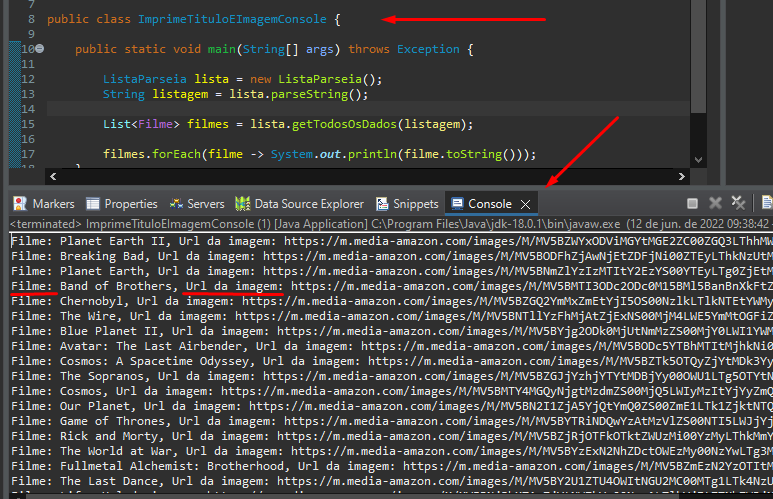 7
8 public class ImprimeTituloEImagemConsole {
9
10 public static void main(String[] args) throws Exception {
11
12 ListaParseia lista = new ListaParseia();
13 String listagem = lista.parseString();
14
15 List<Filme> filmes = lista.getTodosOsDados(listagem);
16
17 filmes.forEach(filme -> System.out.println(filme.toString()));
18 }
Markers Properties Servers Data Source Explorer Snippets Console
<terminated> ImprimeTituloEImagemConsole (1) [Java Application] C:\Program Files\Java\jdk-18.0.1\bin\javaw.exe (12 de jun. de 2022 09:38:42
Filme: Planet Earth II, Url da imagem: https://m.media-amazon.com/images/M/MV5BZWYxODViMGYtMGE2ZC00ZGQ3LThhMW
Filme: Breaking Bad, Url da imagem: https://m.media-amazon.com/images/M/MV5BODFhZjAwNjEtZDFjNi00ZTEyLThkNzUtM
Filme: Planet Earth, Url da imagem: https://m.media-amazon.com/images/M/MV5BNmZlYzIzMTItY2EzYS00YTEyLTg0ZjEtM
Filme: Band of Brothers, Url da imagem: https://m.media-amazon.com/images/M/MV5BMTI3ODc2ODc0M15BMl5BanBnXkFtZ
Filme: Chernobyl, Url da imagem: https://m.media-amazon.com/images/M/MV5BZGQ2YmMxZmEtYjI5OS00NzlkLTlkNTEtYWMy
Filme: The Wire, Url da imagem: https://m.media-amazon.com/images/M/MV5BNTllYzFhMjAtZjExNS00MjM4LWE5YmMtOGFiZ
Filme: Blue Planet II, Url da imagem: https://m.media-amazon.com/images/M/MV5BYjg2ODk0MjUtNmMzZS00MjY0LWI1YWM
Filme: Avatar: The Last Airbender, Url da imagem: https://m.media-amazon.com/images/M/MV5BODc5YTBhMTItMjhkNi0
Filme: Cosmos: A Spacetime Odyssey, Url da imagem: https://m.media-amazon.com/images/M/MV5BZTk5OTQyZjYtMDk3Yy
Filme: The Sopranos, Url da imagem: https://m.media-amazon.com/images/M/MV5BZGJjYzhjYTYtMDBjYy00OWU1LTg5OTYtN
Filme: Cosmos, Url da imagem: https://m.media-amazon.com/images/M/MV5BMTY4MGQyNjgtMzdmZS00MjQ5LWIyMzItYjYyZmQ
Filme: Our Planet, Url da imagem: https://m.media-amazon.com/images/M/MV5BN2I1ZjA5YjQtYmQ0ZS00ZmE1LTk1ZjktNTQ
Filme: Game of Thrones, Url da imagem: https://m.media-amazon.com/images/M/MV5BYTRiNDQwYzAtMzVlZS00NTI5LWJjYj
Filme: Rick and Morty, Url da imagem: https://m.media-amazon.com/images/M/MV5BZjRjOTFkOTktZWUzMi00YzMyLThkMmY
Filme: The World at War, Url da imagem: https://m.media-amazon.com/images/M/MV5BYzExN2NhZDctOWEzMy00NzYwLTg3M
Filme: Fullmetal Alchemist: Brotherhood, Url da imagem: https://m.media-amazon.com/images/M/MV5BZmEzN2YzOTItM
Filme: The Last Dance, Url da imagem: https://m.media-amazon.com/images/M/MV5BY2U1ZTU4OWItNGU2MC00MTg1LTk4NzU